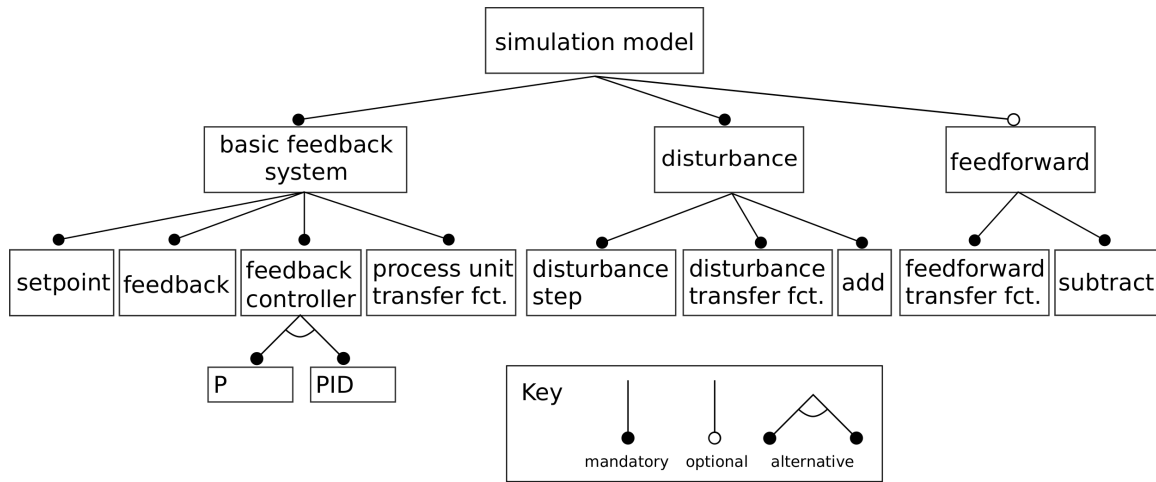 simulation model
basic feedback
system
disturbance
feedforward
setpoint
feedback
feedback
controller
process unit
transfer fct.
disturbance
step
disturbance
transfer fct.
add
feedforward
transfer fct.
subtract
P
PID
Key
mandatory
optional
alternative